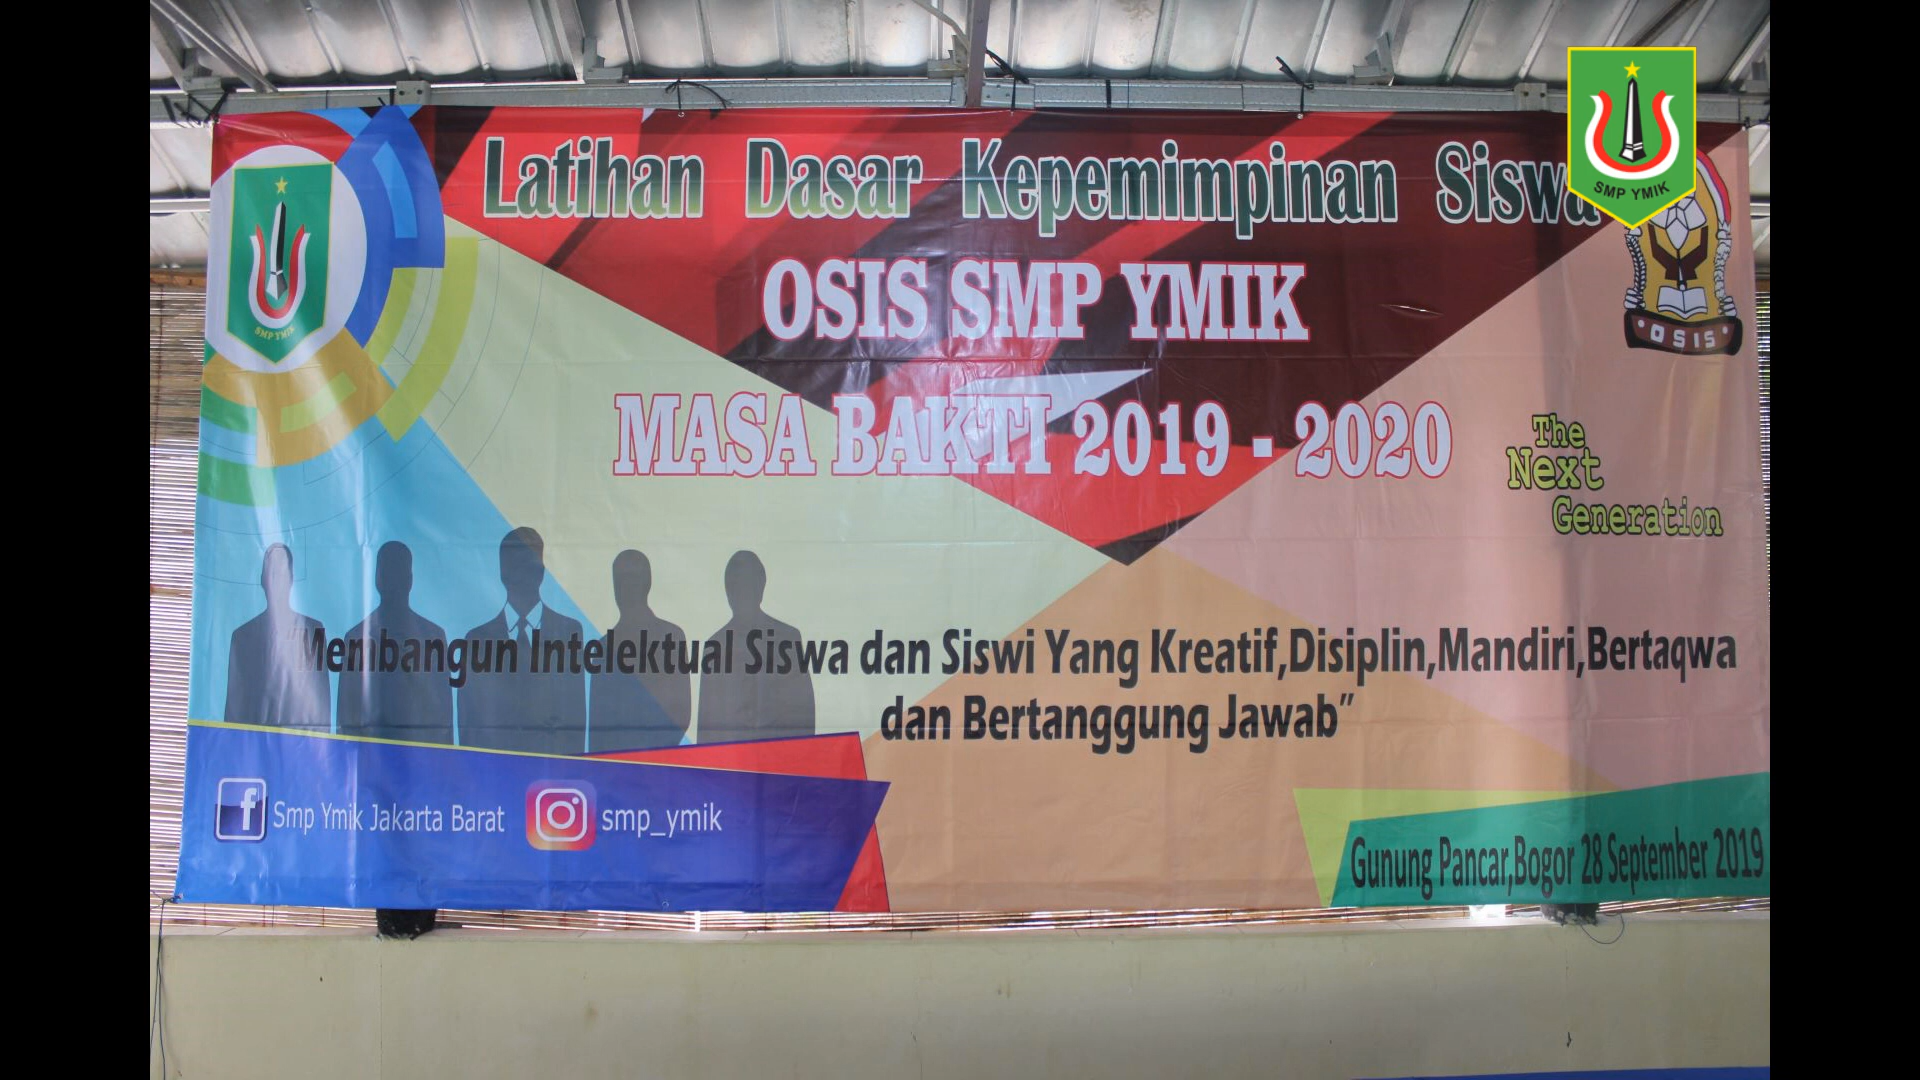 SMP YMIK
Latihan Dasar Kepemimpinan Siswa
SMP YMIK
OSIS SMP YMIK
OSIS
MASA BAKTI 2019 - 2020
The
Next
Generation
"Membangun Intelektual Siswa dan Siswi Yang Kreatif,Disiplin,Mandiri,Bertaqwa
dan Bertanggung Jawab"
f Smp Ymik Jakarta Barat smp_ymik
Gunung Pancar,Bogor 28 September 2019